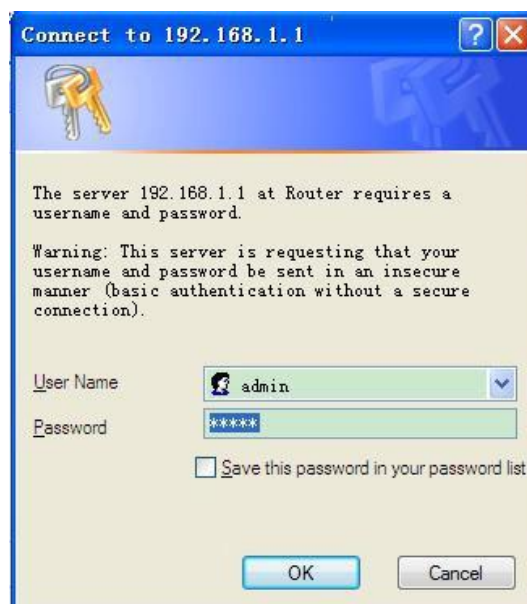 Connect to 192.168.1.1
The server 192.168.1.1 at Router requires a
username and password.
Warning: This server is requesting that your
username and password be sent in an insecure
manner (basic authentication without a secure
connection).
User Name admin
Password *****
Save this password in your password list
OK Cancel